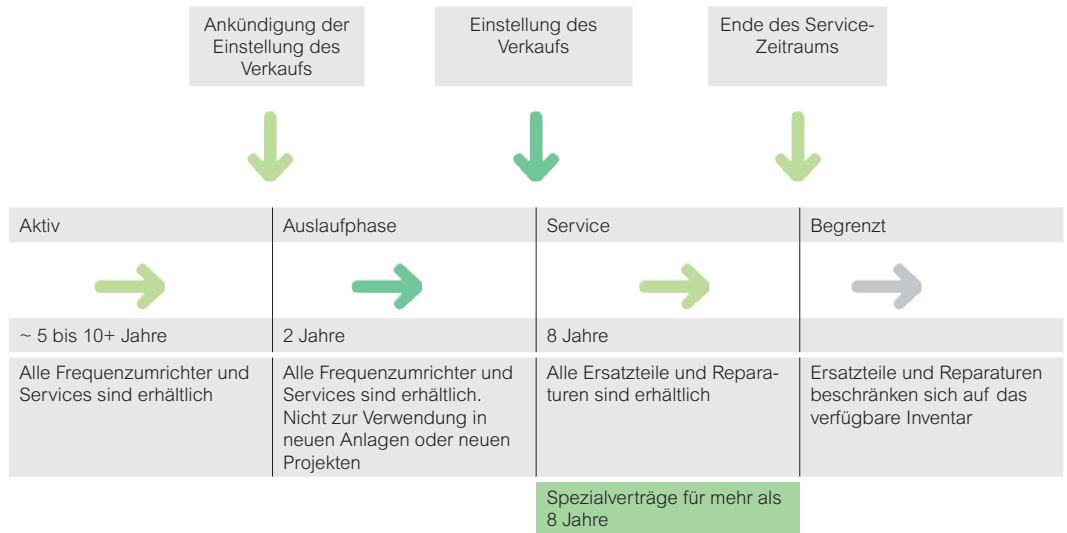 Ankündigung der
Einstellung des
Verkaufs
Einstellung des
Verkaufs
Ende des Service-
Zeitraums
Aktiv
Auslaufphase
Service
Begrenzt
~ 5 bis 10+ Jahre
2 Jahre
8 Jahre
Alle Frequenzumrichter und
Services sind erhältlich
Alle Frequenzumrichter und
Services sind erhältlich.
Nicht zur Verwendung in
neuen Anlagen oder neuen
Projekten
Alle Ersatzteile und Repara-
turen sind erhältlich
Ersatzteile und Reparaturen
beschränken sich auf das
verfügbare Inventar
Spezialverträge für mehr als
8 Jahre